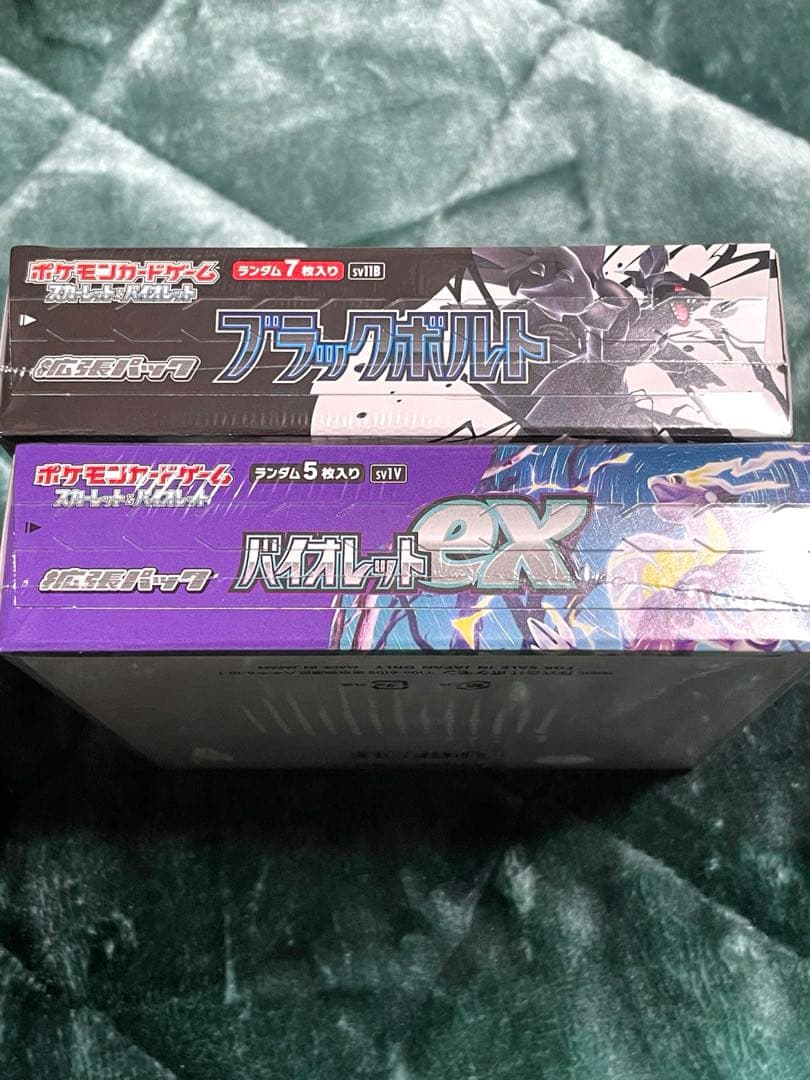 ポケモンカードゲーム
スカーレット&バイオレット
ランダム7枚入り
sv11B
拡張パック
ブラックボルト
ポケモンカードゲーム
スカーレット&バイオレット
ランダム5枚入り
sv1V
拡張パック
バイオレットex
FOR SALE IN JAPAN ONLY MADE IN JAPAN